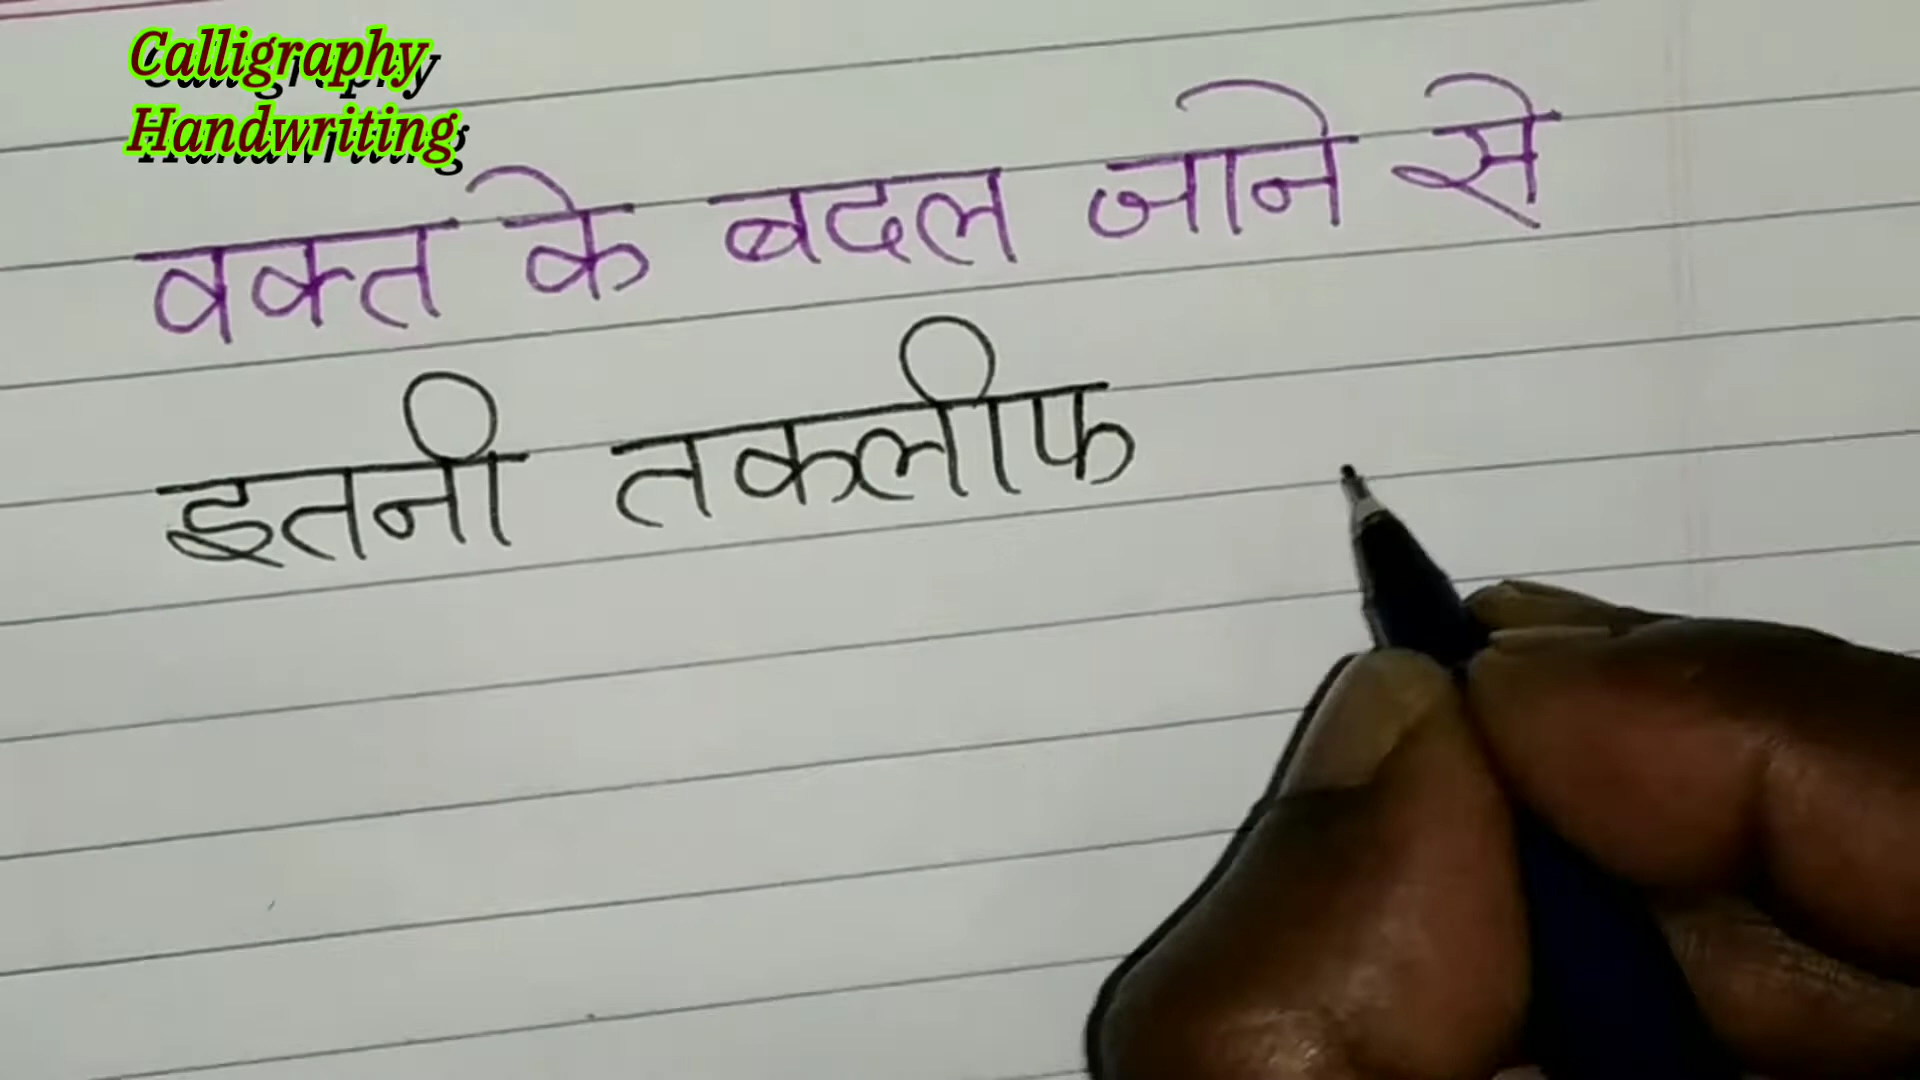 Calligraphy
Handwriting
वक्त के बदल जाने से
इतनी तकलीफ